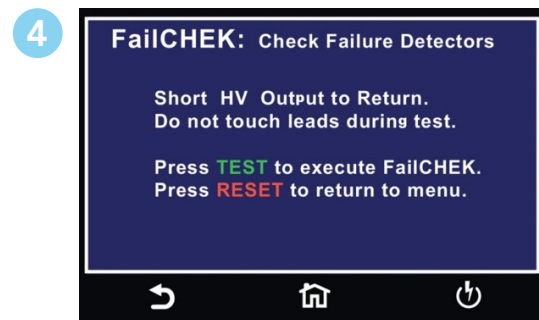 4
FailCHEK: Check Failure Detectors
Short HV Output to Return.
Do not touch leads during test.
Press TEST to execute FailCHEK.
Press RESET to return to menu.